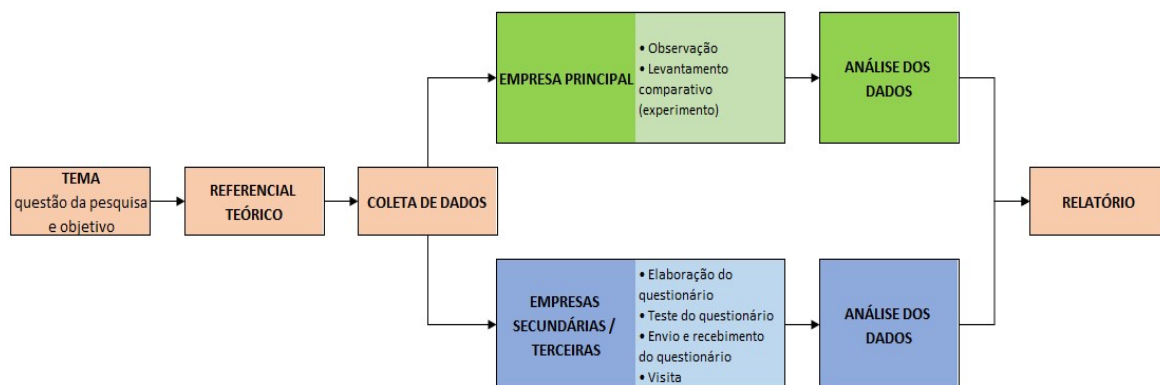 TEMA
questão da pesquisa
e objetivo
REFERENCIAL
TEÓRICO
COLETA DE DADOS
EMPRESA PRINCIPAL
• Observação
• Levantamento
comparativo
(experimento)
ANÁLISE DOS
DADOS
EMPRESAS
SECUNDÁRIAS /
TERCEIRAS
• Elaboração do
questionário
• Teste do questionário
• Envio e recebimento
do questionário
• Visita
ANÁLISE DOS
DADOS
RELATÓRIO